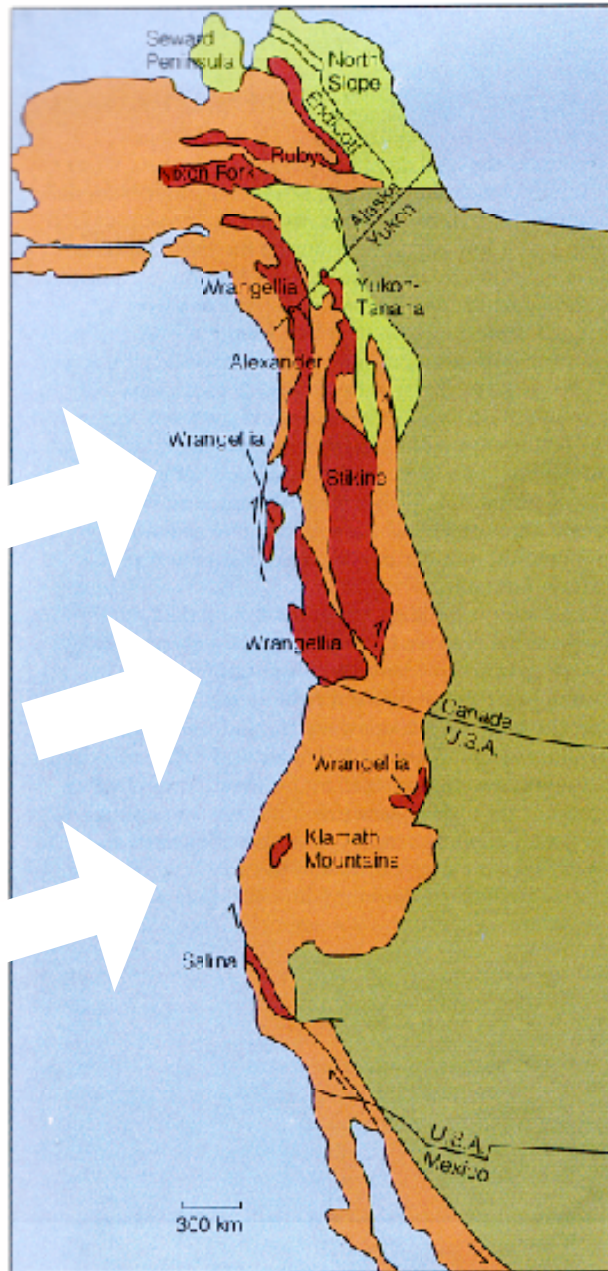 Seward
Peninsula
North
Slope
Endicott
Ruby
Nixon Fork
Alaska
Yukon
Wrangellia
Yukon-
Tanana
Alexander
Wrangellia
Stikine
Wrangellia
Canada
U.S.A.
Wrangellia
Klamath
Mountains
Salina
U.S.A.
Mexico
300 km